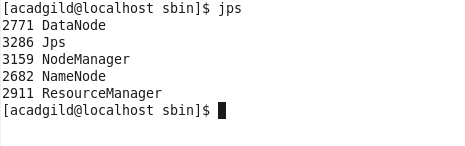 [acadgild@localhost sbin]$ jps
2771 DataNode
3286 Jps
3159 NodeManager
2682 NameNode
2911 ResourceManager
[acadgild@localhost sbin]$